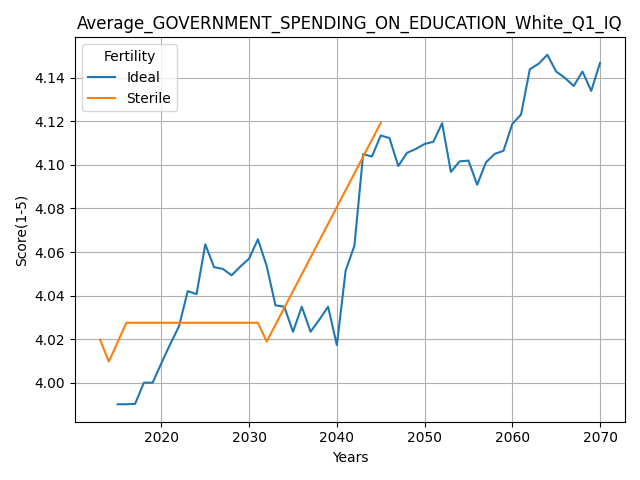 Average_GOVERNMENT_SPENDING_ON_EDUCATION_White_Q1_IQ
Fertility
Ideal
Sterile
Score(1-5)
4.14
4.12
4.10
4.08
4.06
4.04
4.02
4.00
2020 2030 2040 2050 2060 2070
Years